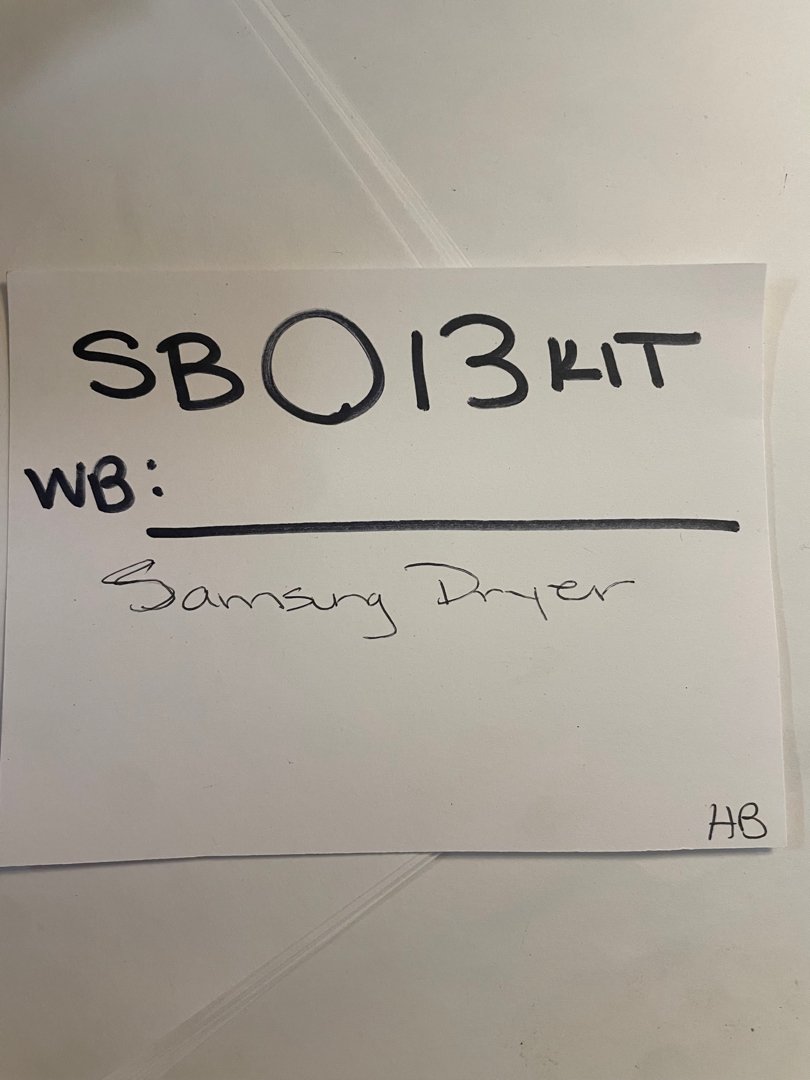 SB013KIT
WB:
Samsung Dryer
HB